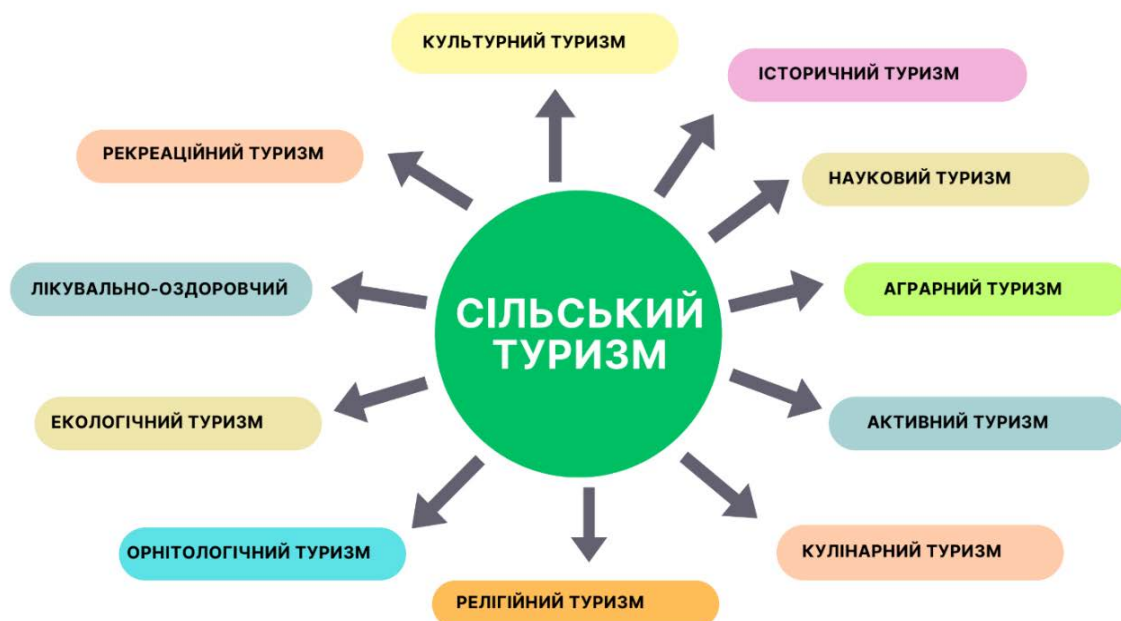 КУЛЬТУРНИЙ ТУРИЗМ
ІСТОРИЧНИЙ ТУРИЗМ
РЕКРЕАЦІЙНИЙ ТУРИЗМ
НАУКОВИЙ ТУРИЗМ
ЛІКУВАЛЬНО-ОЗДОРОВЧИЙ
АГРАРНИЙ ТУРИЗМ
СІЛЬСЬКИЙ
ТУРИЗМ
ЕКОЛОГІЧНИЙ ТУРИЗМ
АКТИВНИЙ ТУРИЗМ
ОРНІТОЛОГІЧНИЙ ТУРИЗМ
КУЛІНАРНИЙ ТУРИЗМ
РЕЛІГІЙНИЙ ТУРИЗМ